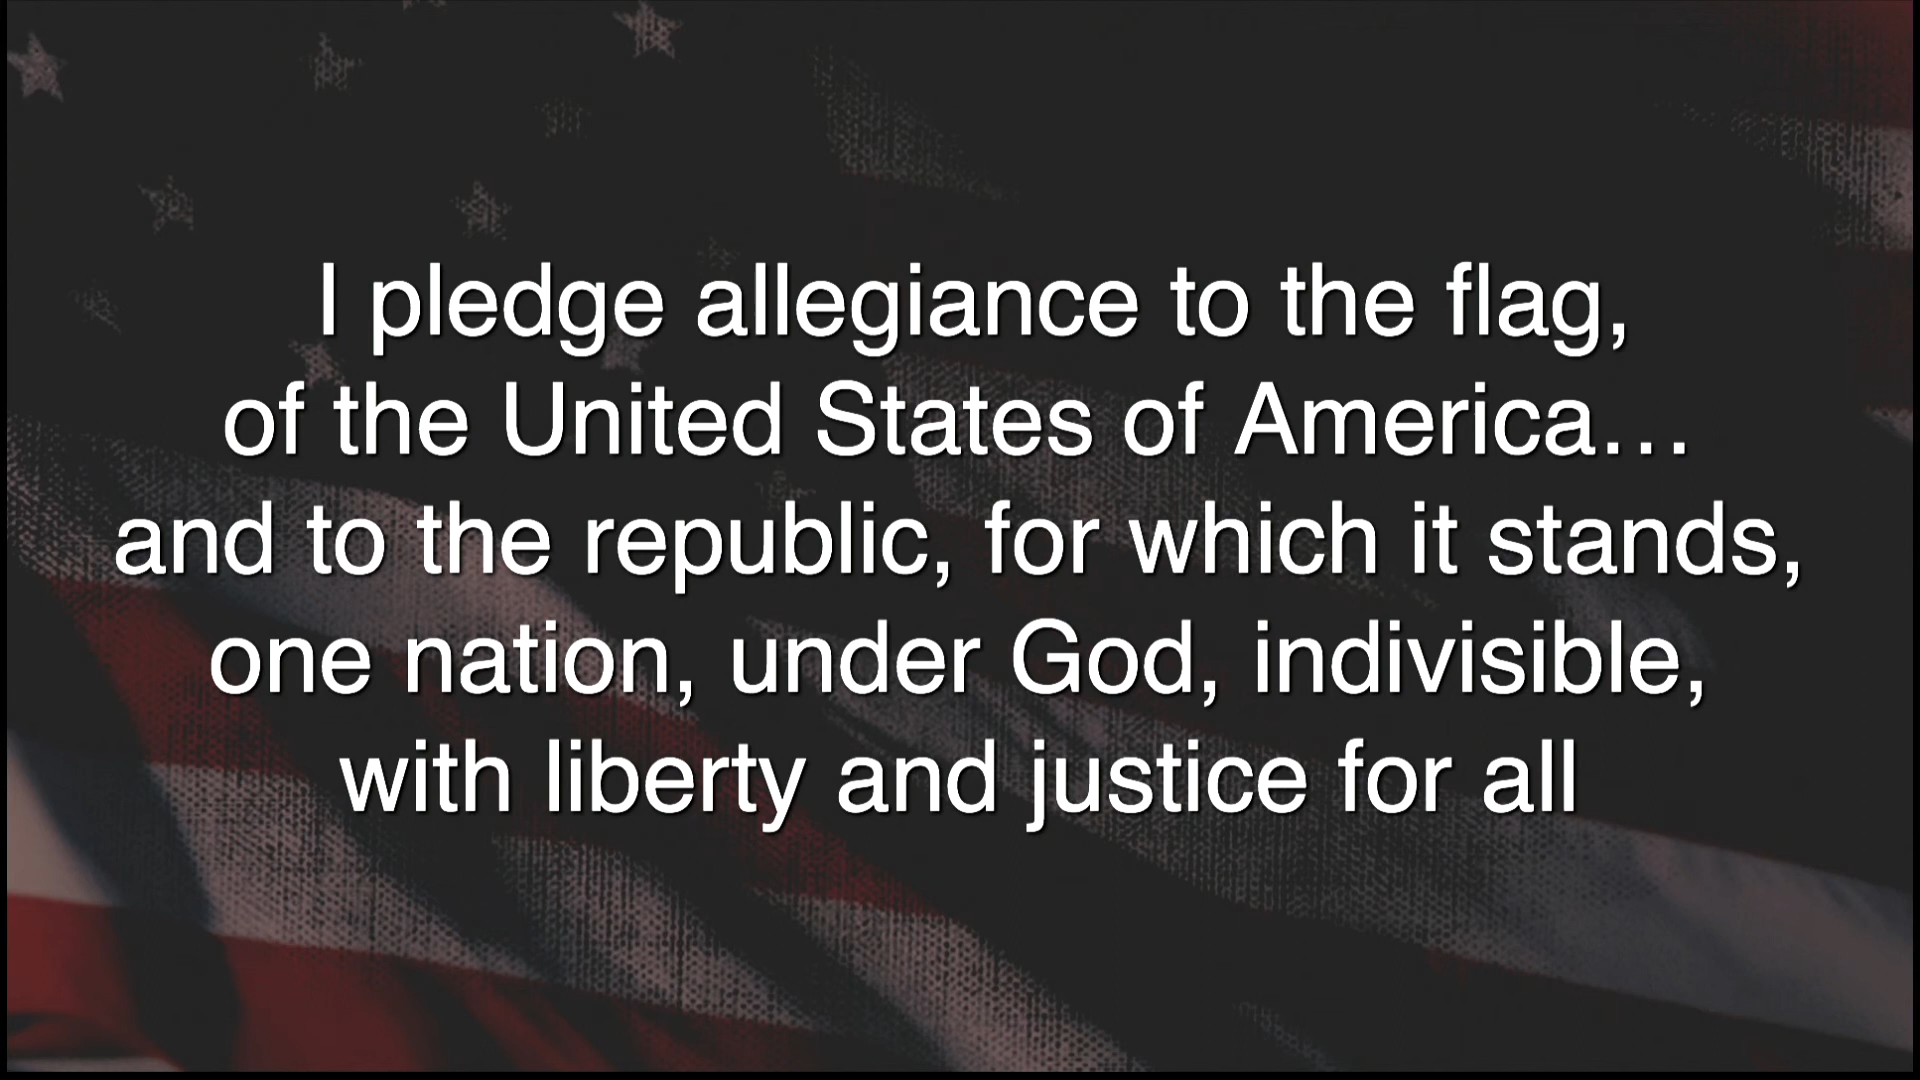 I pledge allegiance to the flag,
of the United States of America…
and to the republic, for which it stands,
one nation, under God, indivisible,
with liberty and justice for all